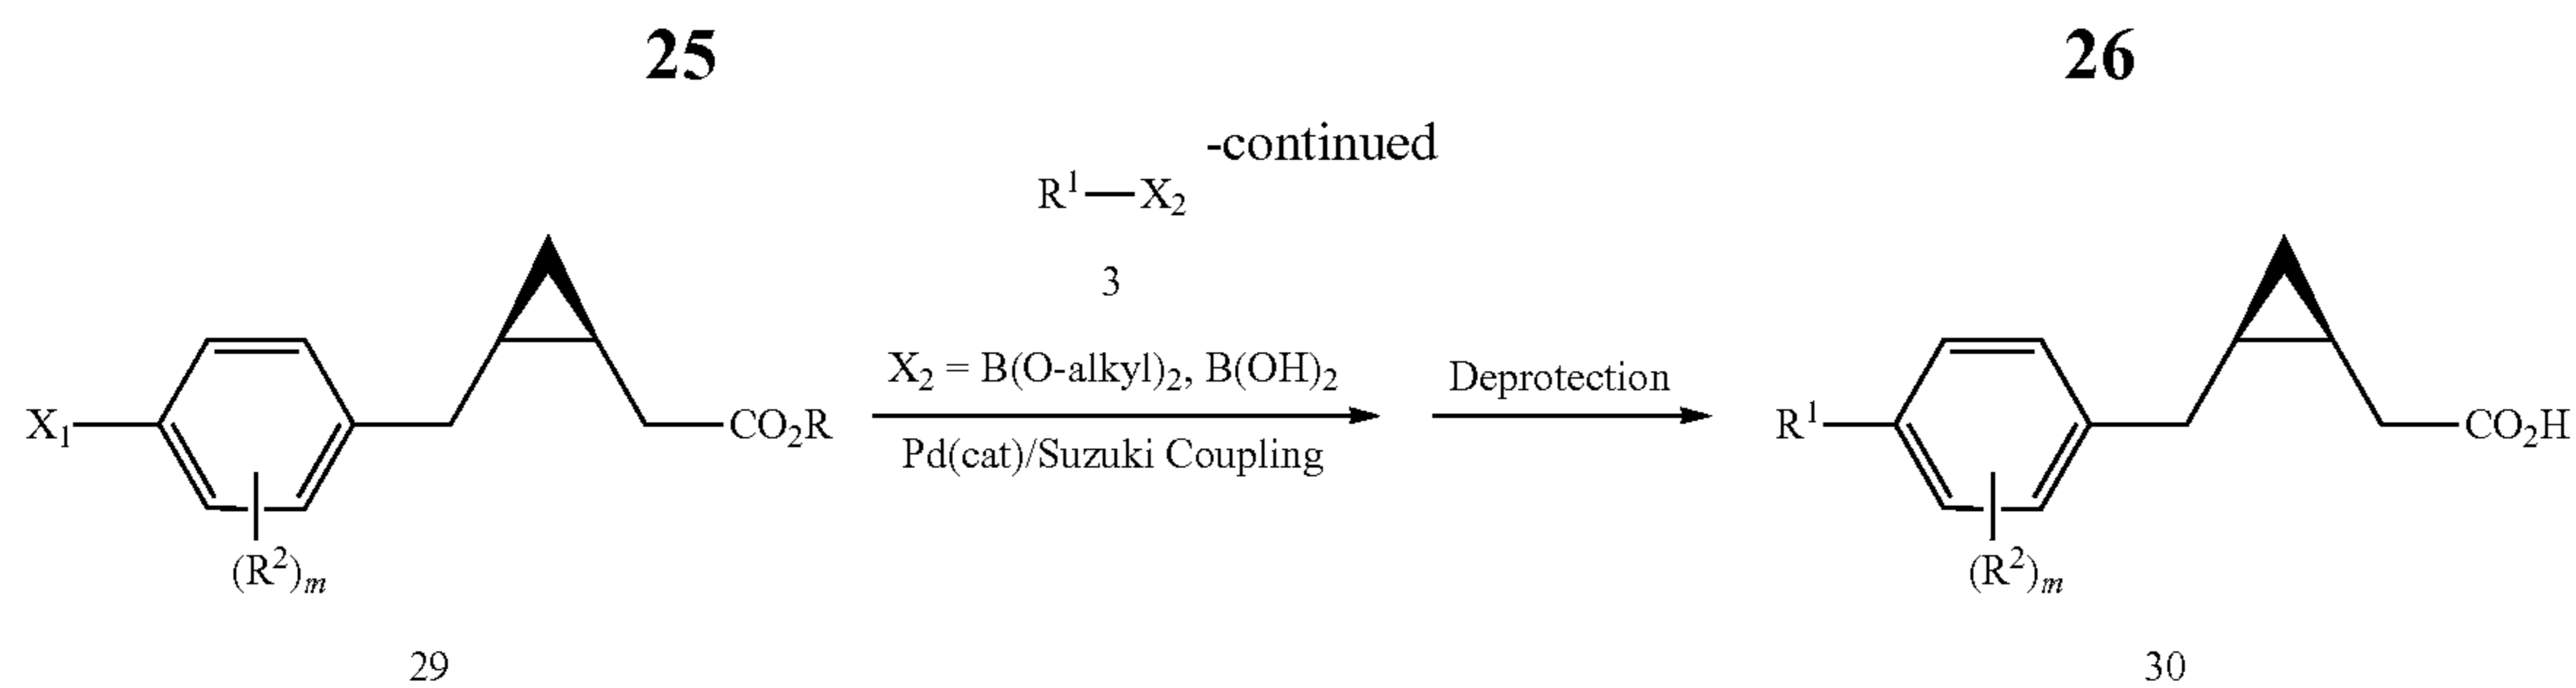 25 26
-continued
R¹—X₂
3
X₂ = B(O-alkyl)₂, B(OH)₂
Deprotection
X₁ CO₂R
Pd(cat)/Suzuki Coupling
R¹ CO₂H
(R²)ₘ (R²)ₘ
29 30